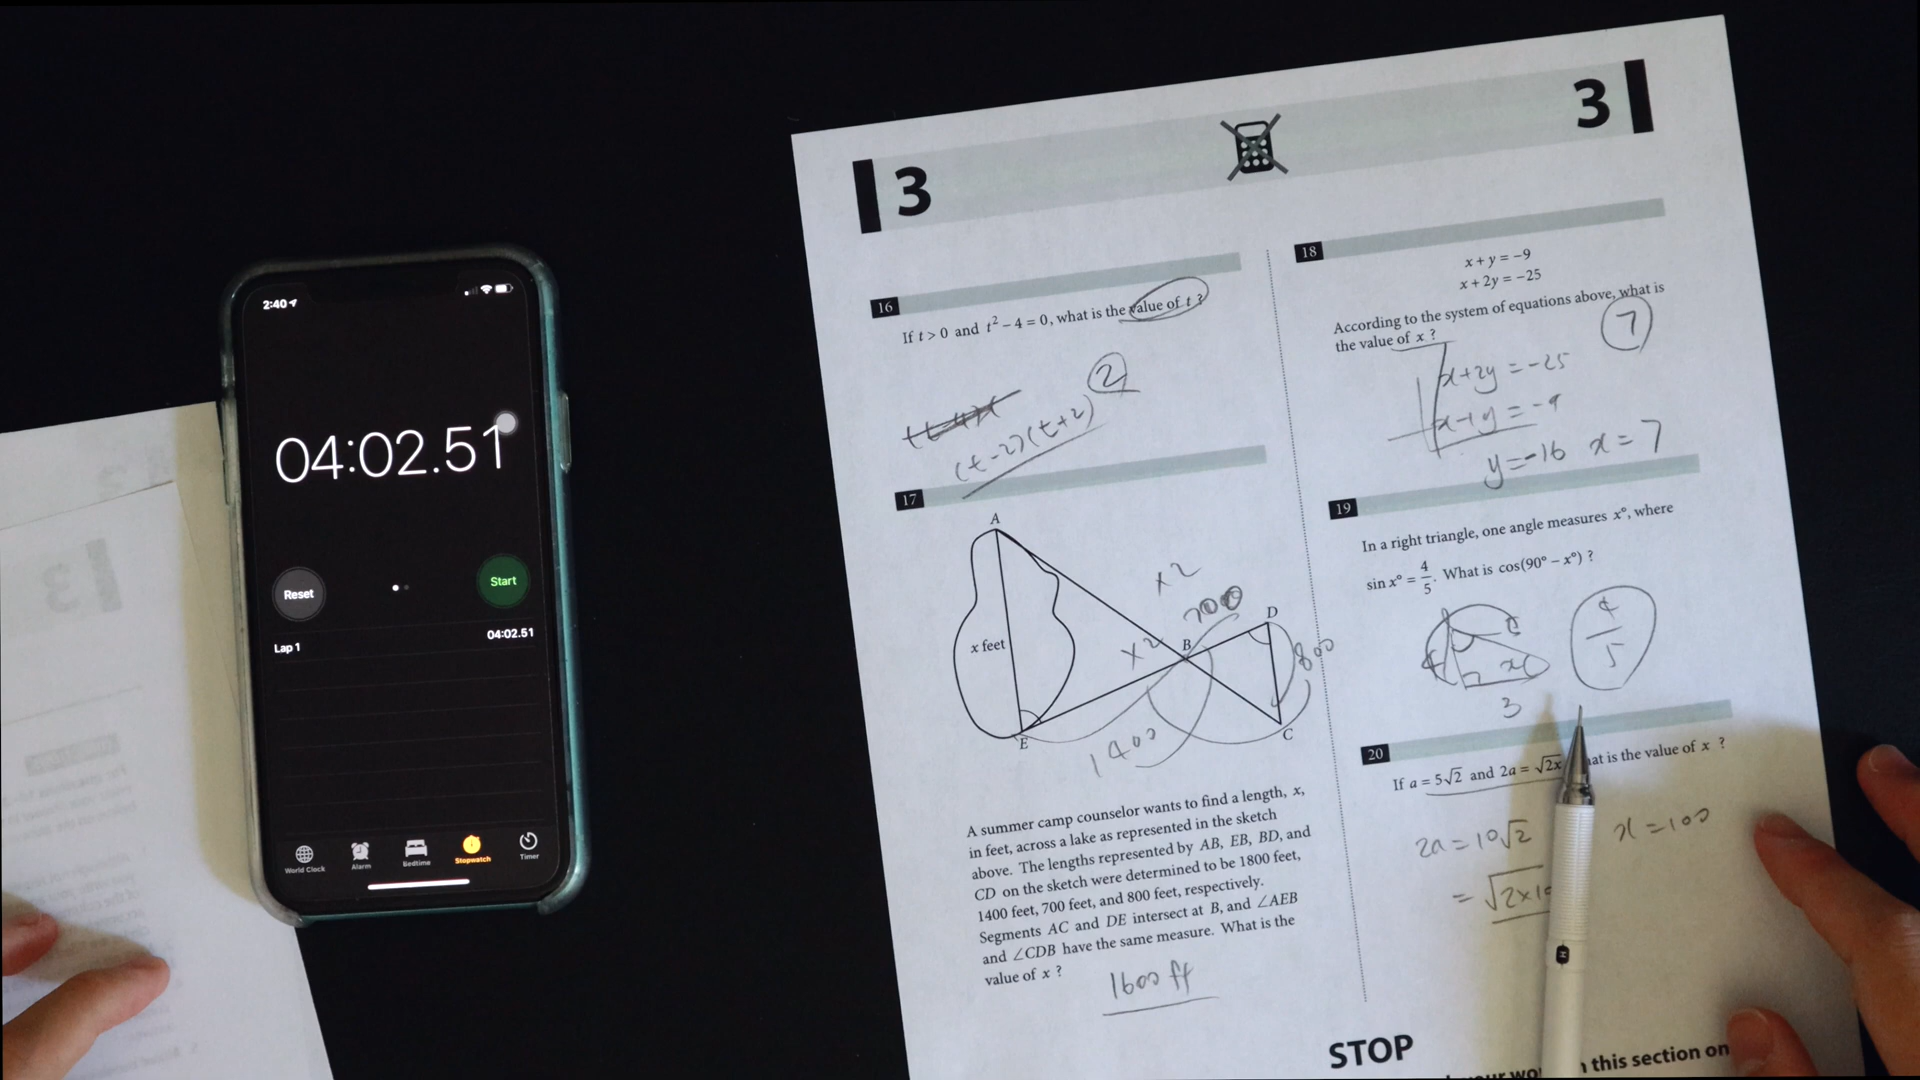 2:40
04:02.51
Reset
Start
Lap 1
04:02.51
World Clock
Alarm
Bedtime
Stopwatch
Timer
3
3
16
If t > 0 and t² − 4 = 0, what is the value of t ?
2
(t-2)(t+2)
17
A
x feet
E
B
D
C
x2
x2
700
800
1400
A summer camp counselor wants to find a length, x,
in feet, across a lake as represented in the sketch
above. The lengths represented by AB, EB, BD, and
CD on the sketch were determined to be 1800 feet,
1400 feet, 700 feet, and 800 feet, respectively.
Segments AC and DE intersect at B, and ∠AEB
and ∠CDB have the same measure. What is the
value of x ?
1600 ft
18
x + y = −9
x + 2y = −25
According to the system of equations above, what is
the value of x ?
7
x+2y = -25
x+y = -9
y=-16 x = 7
19
In a right triangle, one angle measures x°, where
sin x° = 4/5. What is cos(90° − x°) ?
x
3
4/5
20
If a = 5√2 and 2a = √2x, what is the value of x ?
2a = 10√2
x = 100
= √2x10
STOP
this section on